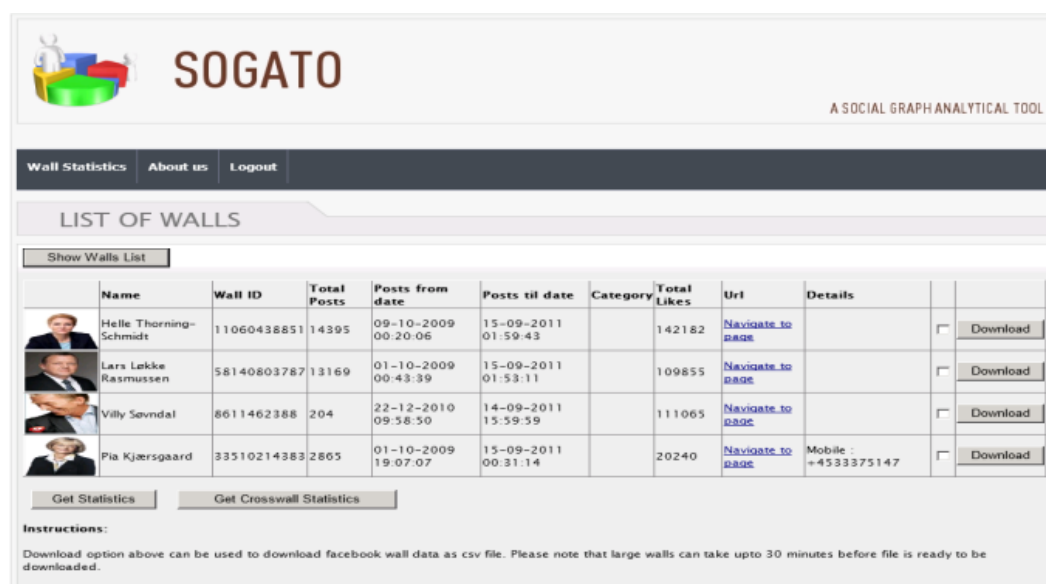 SOGATO
A SOCIAL GRAPH ANALYTICAL TOOL
Wall Statistics About us Logout
LIST OF WALLS
Show Walls List
Name Wall ID Total Posts Posts from date Posts til date Category Total Likes Url Details
Helle Thorning-Schmidt 11060438851 14395 09-10-2009 00:20:06 15-09-2011 01:59:43 142182 Navigate to page Download
Lars Løkke Rasmussen 58140803787 13169 01-10-2009 00:43:39 15-09-2011 01:53:11 109855 Navigate to page Download
Villy Søvndal 8611462388 204 22-12-2010 09:58:50 14-09-2011 15:59:59 111065 Navigate to page Download
Pia Kjærsgaard 33510214383 2865 01-10-2009 19:07:07 15-09-2011 00:31:14 20240 Navigate to page Mobile : +4533375147 Download
Get Statistics Get Crosswall Statistics
Instructions:
Download option above can be used to download facebook wall data as csv file. Please note that large walls can take upto 30 minutes before file is ready to be
downloaded.